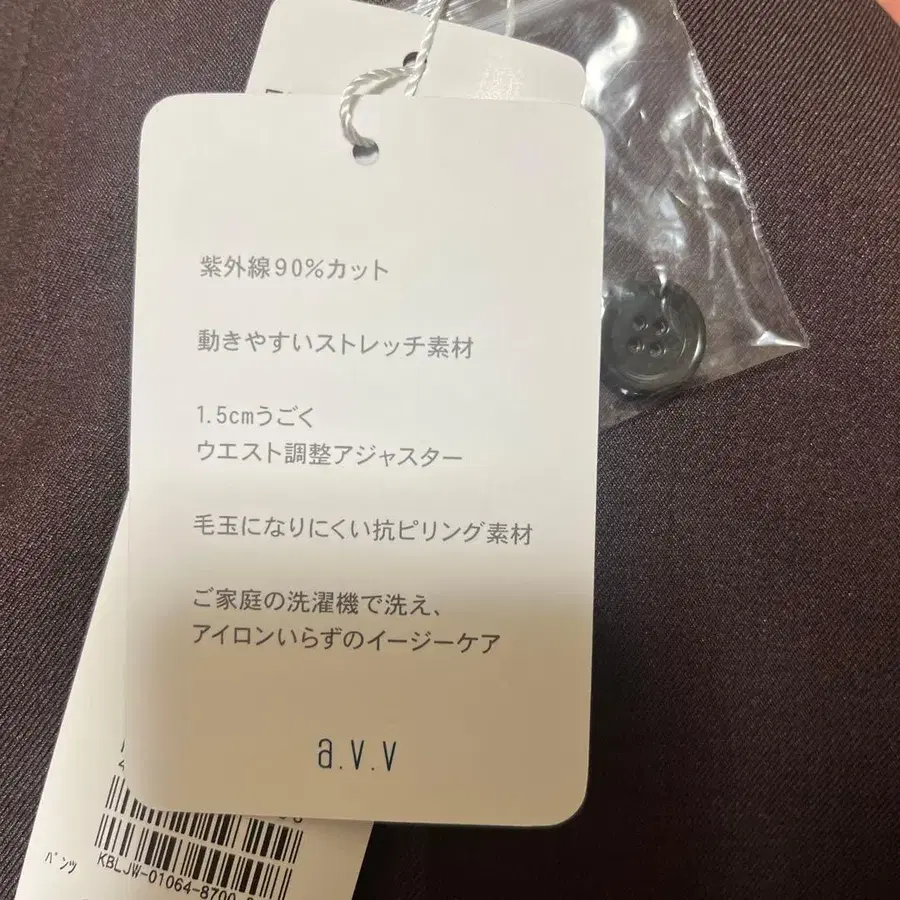 紫外線90%カット
動きやすいストレッチ素材
1.5cmうごく
ウエスト調整アジャスター
毛玉になりにくい抗ピリング素材
ご家庭の洗濯機で洗え、
アイロンいらずのイージーケア
a.v.v
パンツ
KBLJW-01064-8700